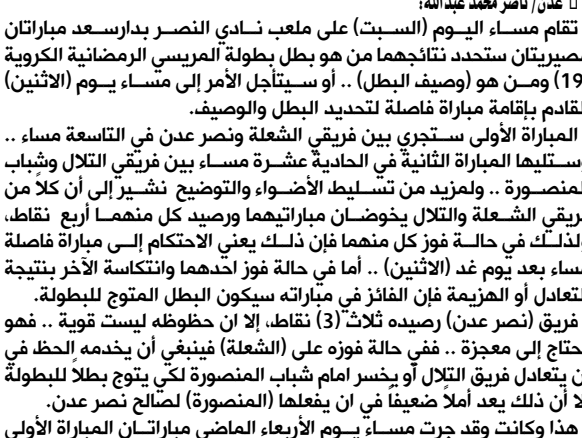 عدن/ ناصر محمد عبدالله:
تقام مساء اليوم (السبت) على ملعب نادي النصر بدارسعد مباراتان
مصيريتان ستحدد نتائجهما من هو بطل بطولة المريسي الرمضانية الكروية
(19) ومن هو (وصيف البطل) .. أو سيتأجل الأمر إلى مساء يوم (الاثنين)
القادم بإقامة مباراة فاصلة لتحديد البطل والوصيف.
المباراة الأولى ستجري بين فريقي الشعلة ونصر عدن في التاسعة مساء ..
وستليها المباراة الثانية في الحادية عشرة مساء بين فريقي التلال وشباب
المنصورة .. ولمزيد من تسليط الأضواء والتوضيح نشير إلى أن كلاً من
فريقي الشعلة والتلال يخوضان مباراتيهما ورصيد كل منهما أربع نقاط،
ولذلك في حالة فوز كل منهما فإن ذلك يعني الاحتكام إلى مباراة فاصلة
مساء بعد يوم غد (الاثنين) .. أما في حالة فوز احدهما وانتكاسة الآخر بنتيجة
التعادل أو الهزيمة فإن الفائز في مباراته سيكون البطل المتوج للبطولة.
فريق (نصر عدن) رصيده ثلاث (3) نقاط، إلا ان حظوظه ليست قوية .. فهو
يحتاج إلى معجزة .. ففي حالة فوزه على (الشعلة) فينبغي أن يخدمه الحظ في
أن يتعادل فريق التلال أو يخسر امام شباب المنصورة لكي يتوج بطلاً للبطولة
إلا أن ذلك يعد أملاً ضعيفاً في ان يفعلها (المنصورة) لصالح نصر عدن.
هذا وكانت وقد جرت مساء يوم الأربعاء الماضي مباراتان المباراة الأولى